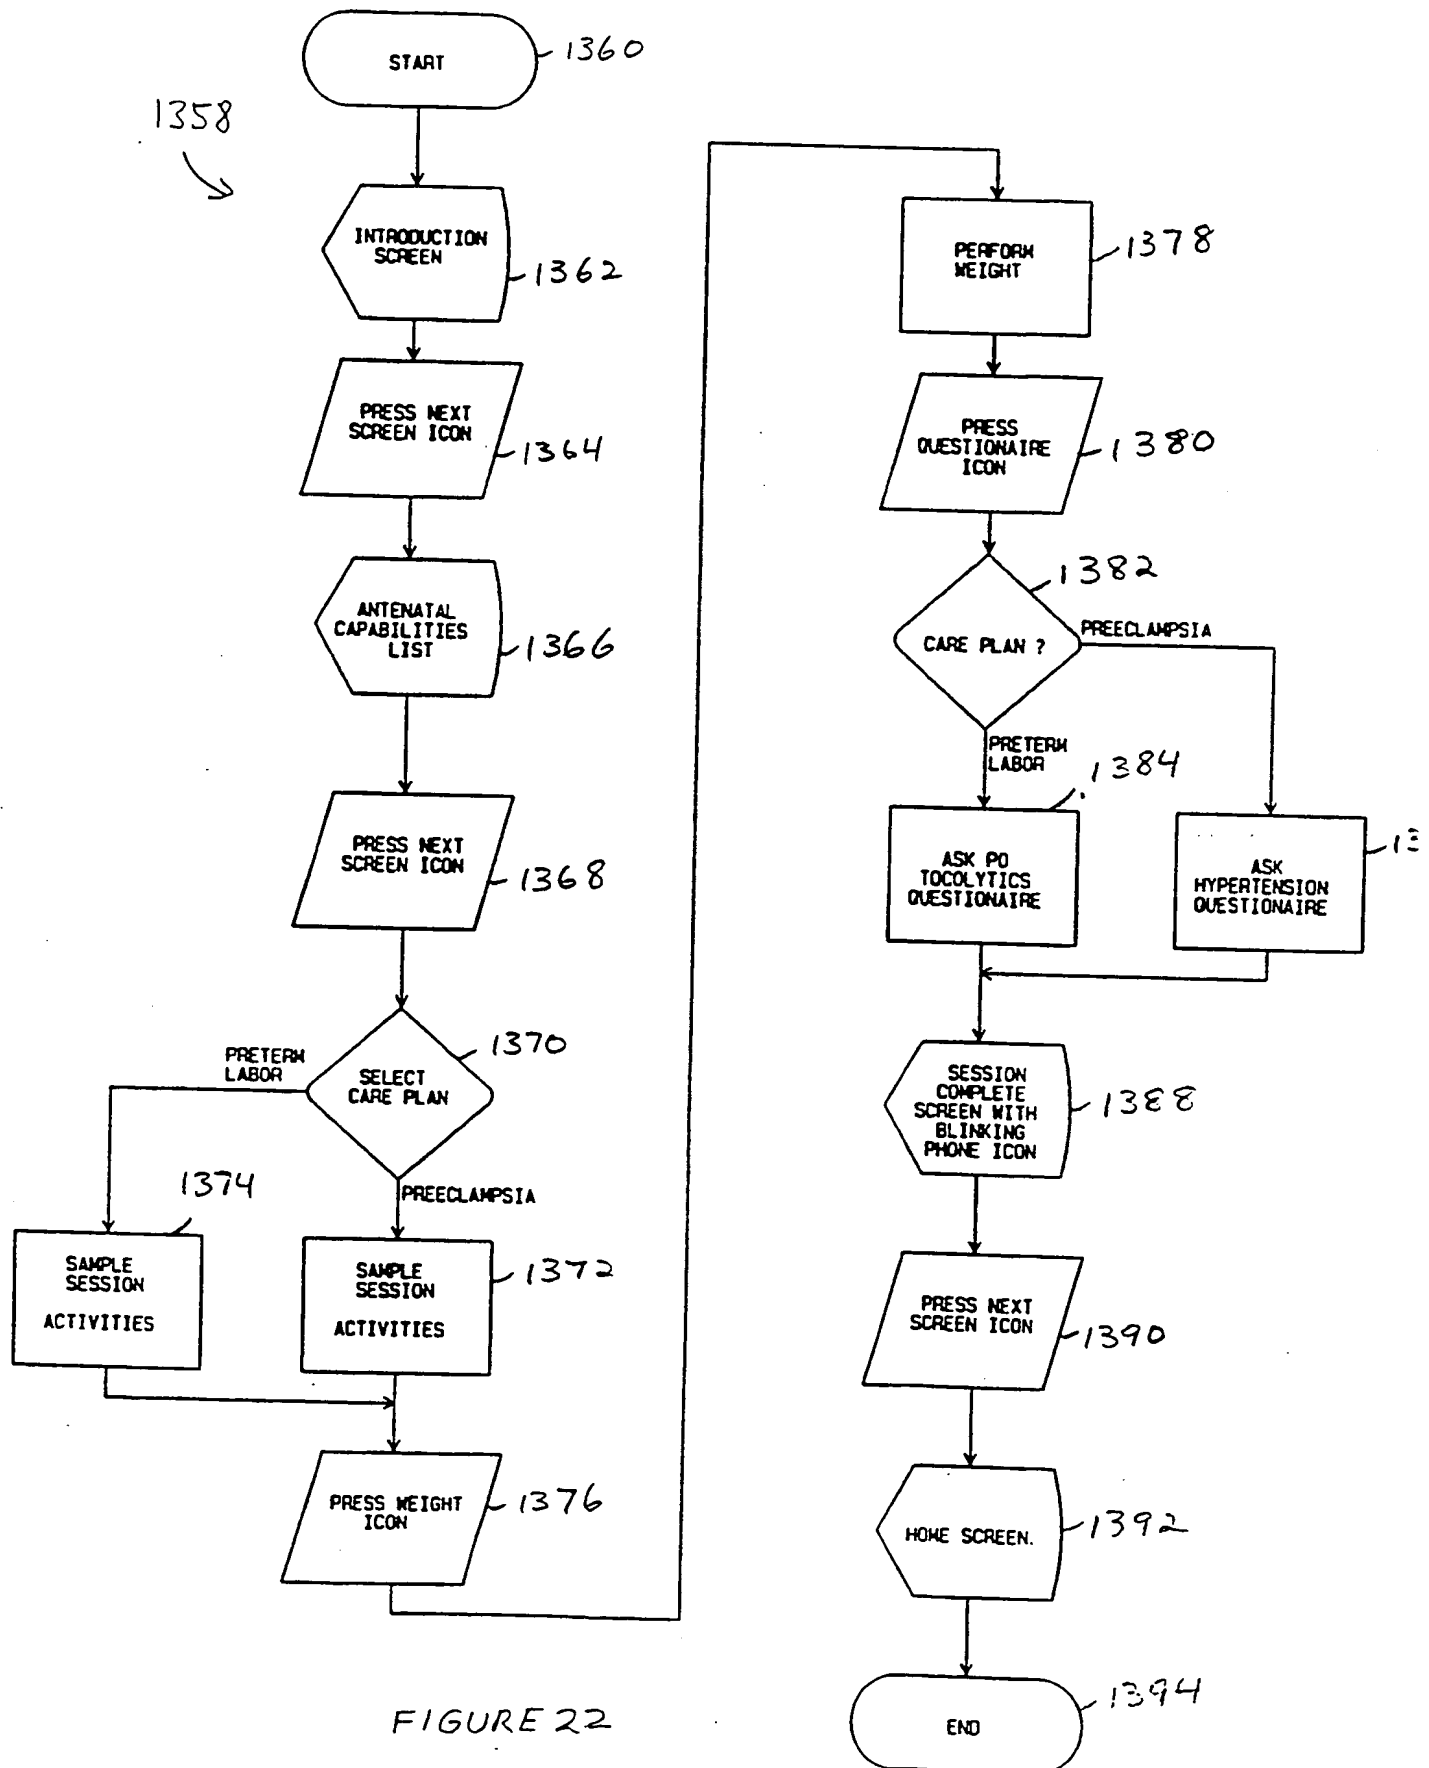 START
1360
1358
INTRODUCTION
SCREEN
1362
PRESS NEXT
SCREEN ICON
1364
ANTENATAL
CAPABILITIES
LIST
1366
PRESS NEXT
SCREEN ICON
1368
SELECT
CARE PLAN
1370
PRETERM
LABOR
PREECLAMPSIA
1374
SAMPLE
SESSION
ACTIVITIES
SAMPLE
SESSION
ACTIVITIES
1372
PRESS WEIGHT
ICON
1376
PERFORM
WEIGHT
1378
PRESS
QUESTIONAIRE
ICON
1380
CARE PLAN ?
1382
PREECLAMPSIA
PRETERM
LABOR
1384
ASK PO
TOCOLYTICS
QUESTIONAIRE
ASK
HYPERTENSION
QUESTIONAIRE
SESSION
COMPLETE
SCREEN WITH
BLINKING
PHONE ICON
1388
PRESS NEXT
SCREEN ICON
1390
HOME SCREEN.
1392
END
1394
FIGURE 22